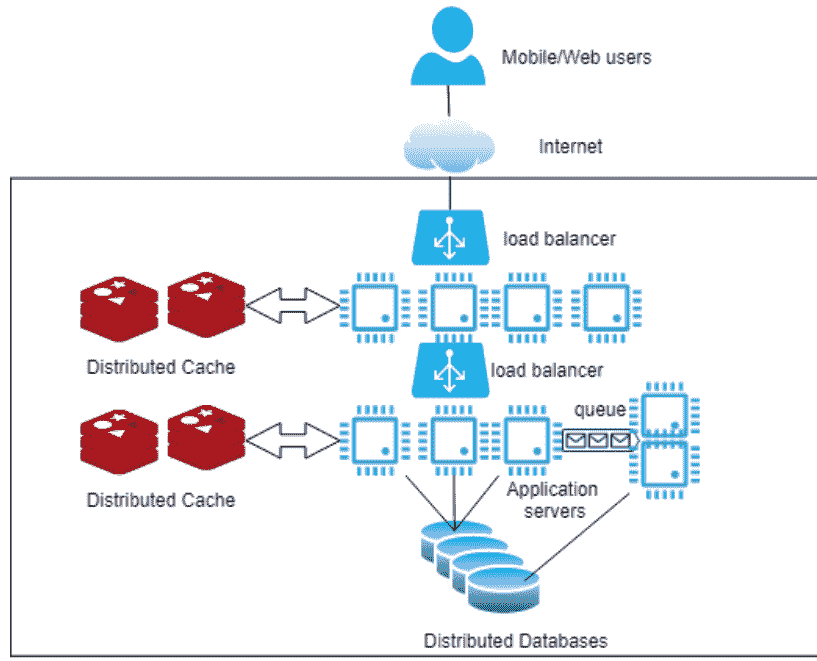 Mobile/Web users
Internet
load balancer
Distributed Cache
load balancer
queue
Distributed Cache
Application
servers
Distributed Databases